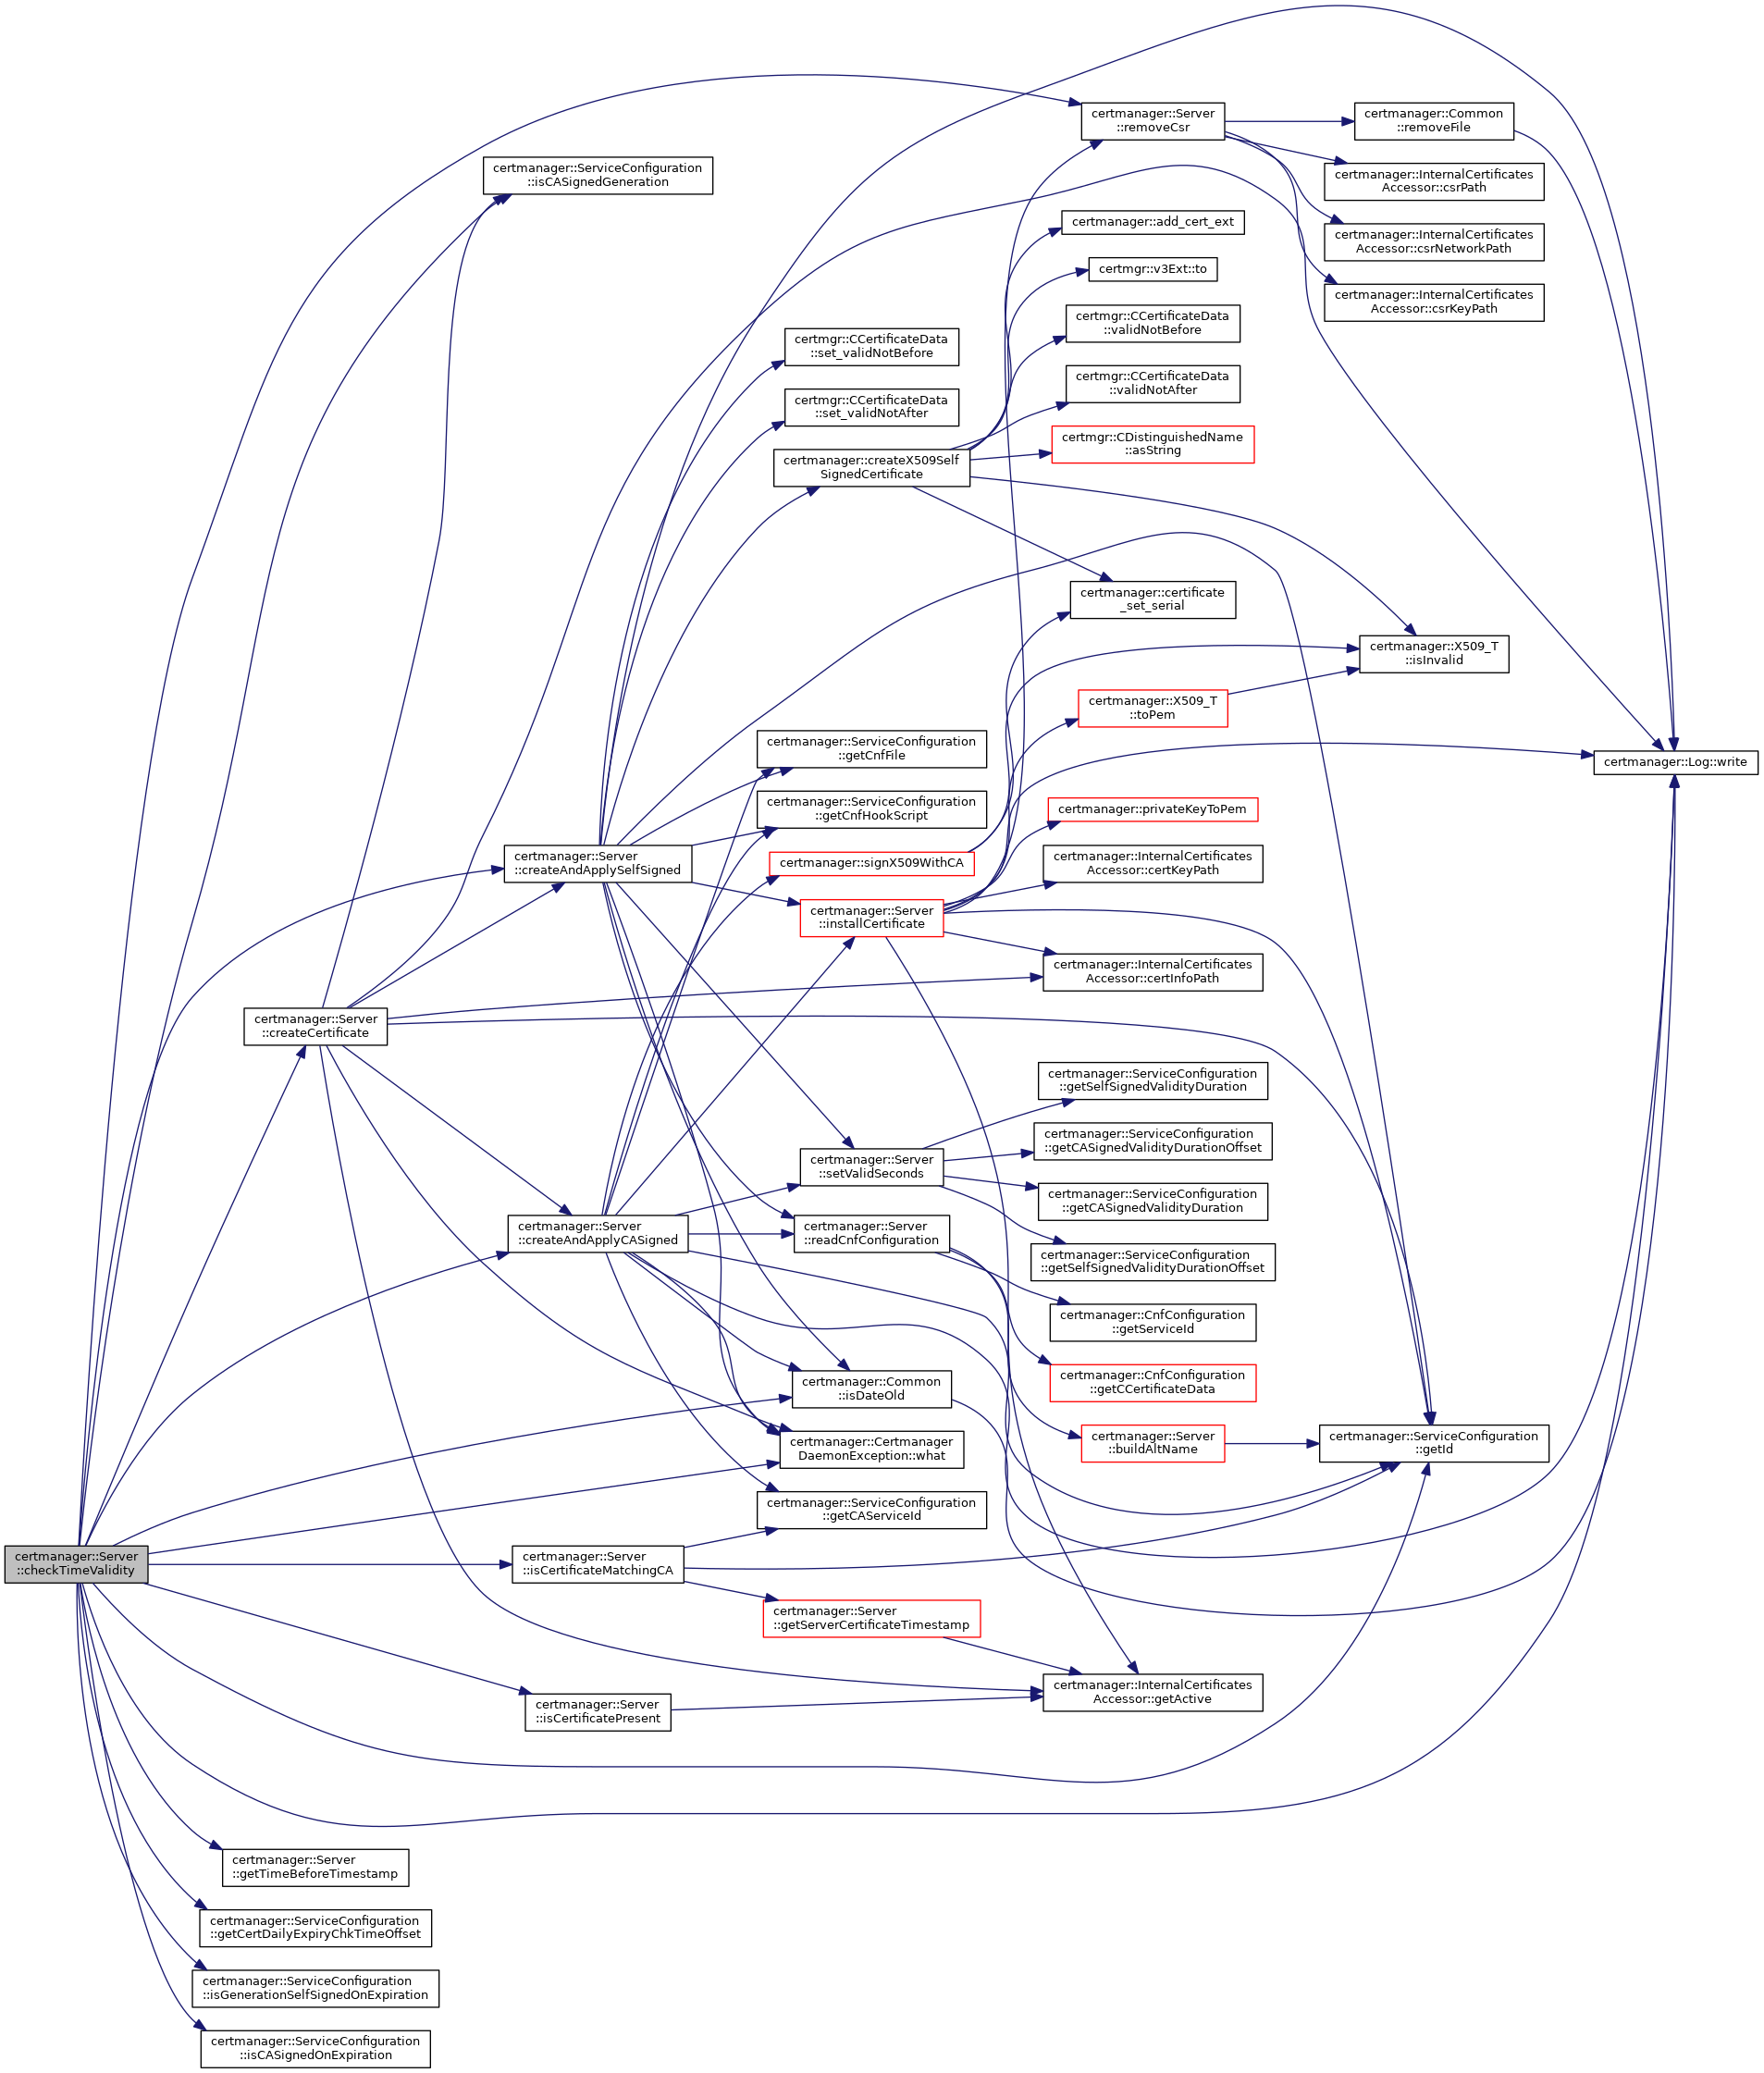 certmanager::Server
::removeCsr
certmanager::Common
::removeFile
certmanager::ServiceConfiguration
::isCASignedGeneration
certmanager::InternalCertificates
Accessor::csrPath
certmanager::add_cert_ext
certmanager::InternalCertificates
Accessor::csrNetworkPath
certmgr::v3Ext::to
certmanager::InternalCertificates
Accessor::csrKeyPath
certmgr::CCertificateData
::validNotBefore
certmgr::CCertificateData
::set_validNotBefore
certmgr::CCertificateData
::validNotAfter
certmgr::CCertificateData
::set_validNotAfter
certmgr::CDistinguishedName
::asString
certmanager::createX509Self
SignedCertificate
certmanager::certificate
_set_serial
certmanager::X509_T
::isInvalid
certmanager::X509_T
::toPem
certmanager::ServiceConfiguration
::getCnfFile
certmanager::Log::write
certmanager::ServiceConfiguration
::getCnfHookScript
certmanager::privateKeyToPem
certmanager::Server
::createAndApplySelfSigned
certmanager::signX509WithCA
certmanager::InternalCertificates
Accessor::certKeyPath
certmanager::Server
::installCertificate
certmanager::InternalCertificates
Accessor::certInfoPath
certmanager::Server
::createCertificate
certmanager::ServiceConfiguration
::getSelfSignedValidityDuration
certmanager::ServiceConfiguration
::getCASignedValidityDurationOffset
certmanager::Server
::setValidSeconds
certmanager::ServiceConfiguration
::getCASignedValidityDuration
certmanager::Server
::createAndApplyCASigned
certmanager::Server
::readCnfConfiguration
certmanager::ServiceConfiguration
::getSelfSignedValidityDurationOffset
certmanager::CnfConfiguration
::getServiceId
certmanager::CnfConfiguration
::getCCertificateData
certmanager::Common
::isDateOld
certmanager::Server
::buildAltName
certmanager::ServiceConfiguration
::getId
certmanager::Certmanager
DaemonException::what
certmanager::ServiceConfiguration
::getCAServiceId
certmanager::Server
::checkTimeValidity
certmanager::Server
::isCertificateMatchingCA
certmanager::Server
::getServerCertificateTimestamp
certmanager::InternalCertificates
Accessor::getActive
certmanager::Server
::isCertificatePresent
certmanager::Server
::getTimeBeforeTimestamp
certmanager::ServiceConfiguration
::getCertDailyExpiryChkTimeOffset
certmanager::ServiceConfiguration
::isGenerationSelfSignedOnExpiration
certmanager::ServiceConfiguration
::isCASignedOnExpiration